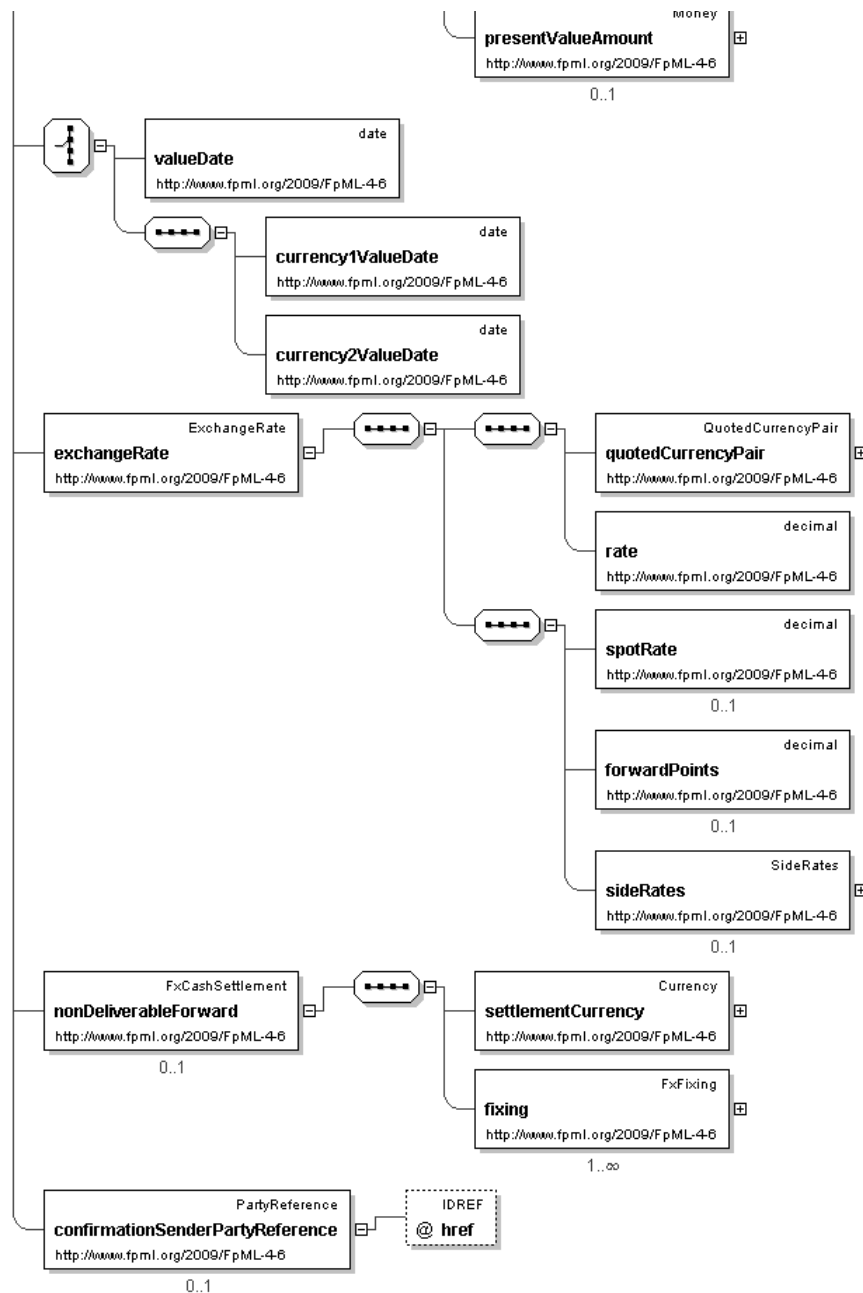 Money
presentValueAmount
http://www.fpml.org/2009/FpML-4-6
0..1
date
valueDate
http://www.fpml.org/2009/FpML-4-6
date
currency1ValueDate
http://www.fpml.org/2009/FpML-4-6
date
currency2ValueDate
http://www.fpml.org/2009/FpML-4-6
ExchangeRate
exchangeRate
http://www.fpml.org/2009/FpML-4-6
QuotedCurrencyPair
quotedCurrencyPair
http://www.fpml.org/2009/FpML-4-6
decimal
rate
http://www.fpml.org/2009/FpML-4-6
decimal
spotRate
http://www.fpml.org/2009/FpML-4-6
0..1
decimal
forwardPoints
http://www.fpml.org/2009/FpML-4-6
0..1
SideRates
sideRates
http://www.fpml.org/2009/FpML-4-6
0..1
FxCashSettlement
nonDeliverableForward
http://www.fpml.org/2009/FpML-4-6
0..1
Currency
settlementCurrency
http://www.fpml.org/2009/FpML-4-6
FxFixing
fixing
http://www.fpml.org/2009/FpML-4-6
1..∞
PartyReference
confirmationSenderPartyReference
http://www.fpml.org/2009/FpML-4-6
0..1
IDREF
@ href